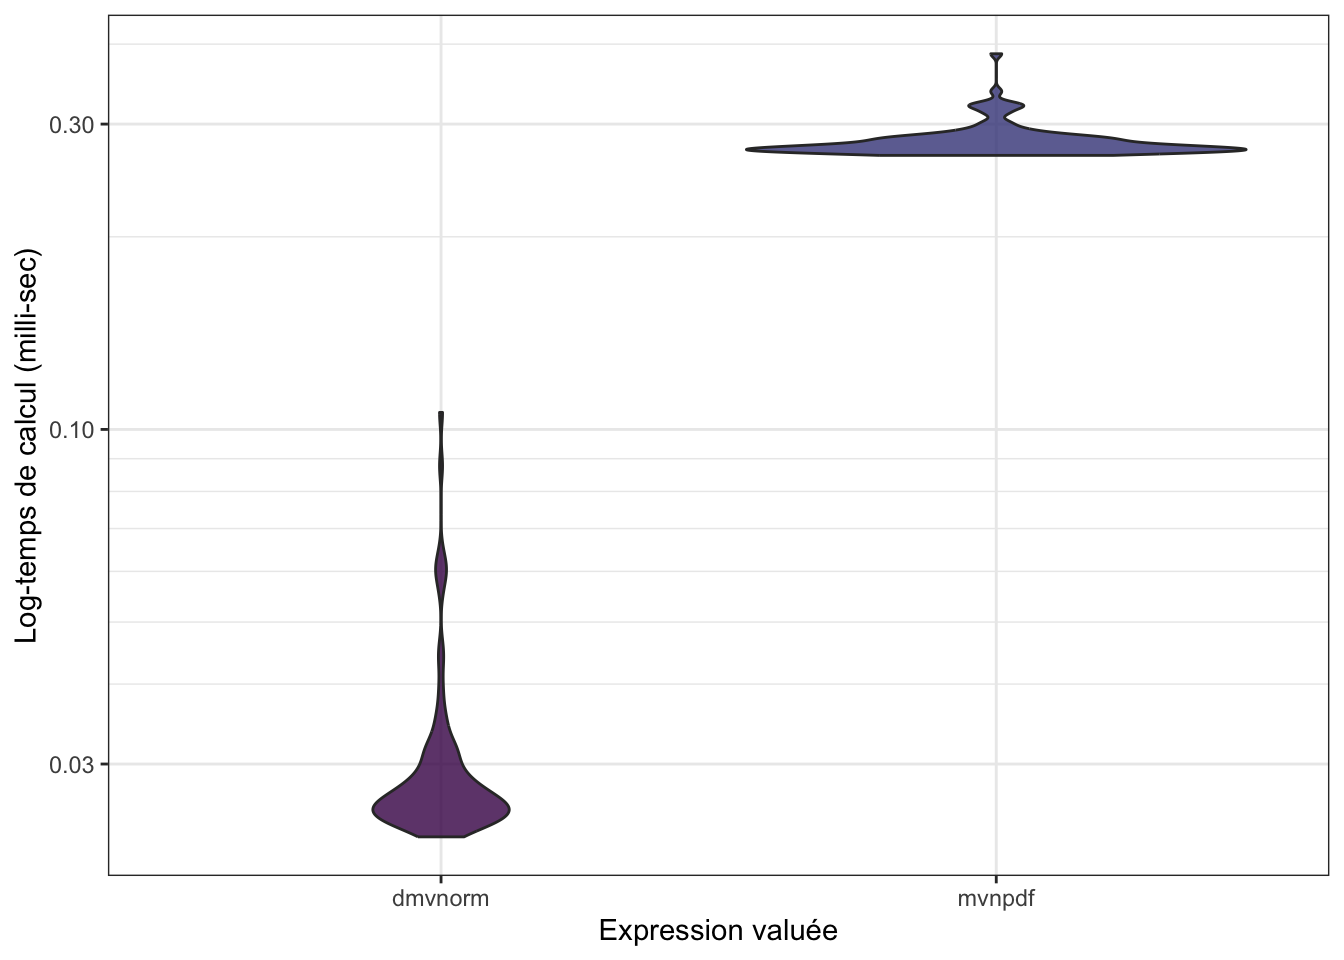 0.30
0.10
0.03
Log-temps de calcul (milli-sec)
dmvnorm
mvnpdf
Expression valuée